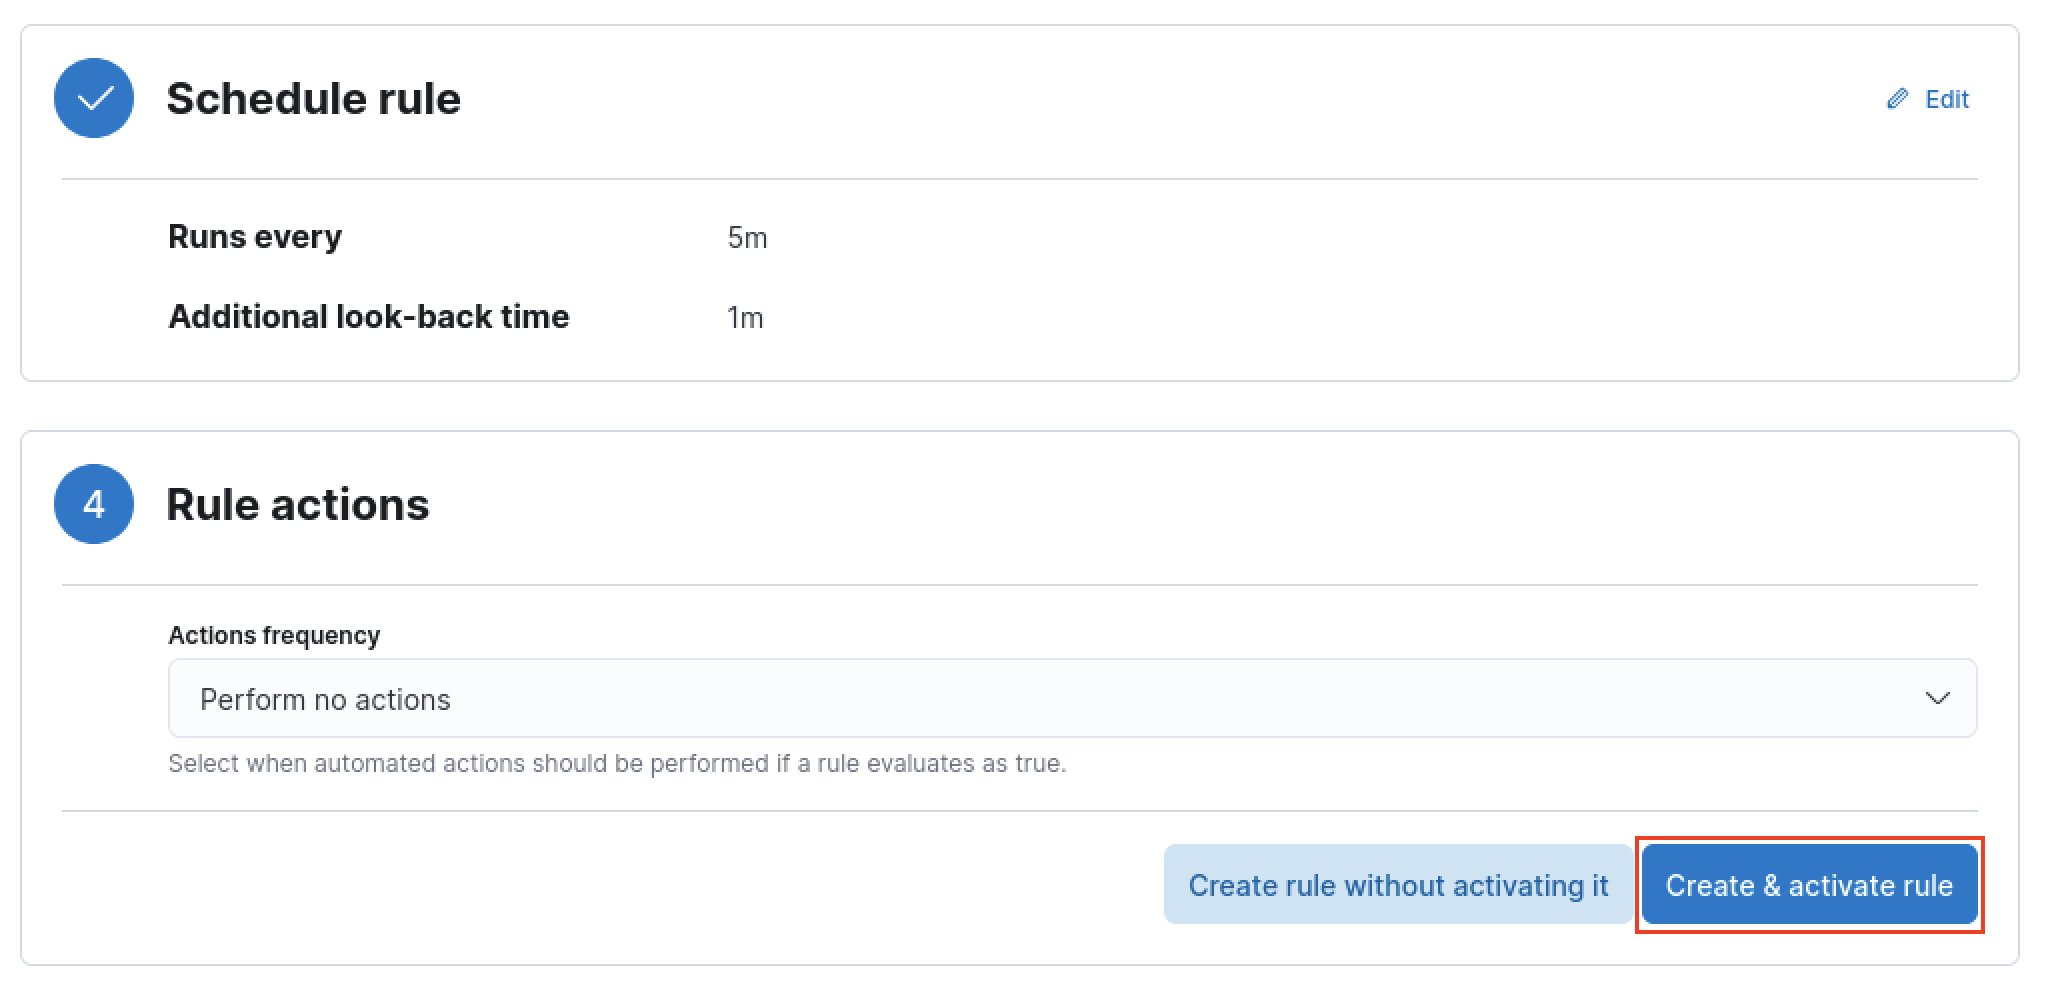 Schedule rule
Edit
Runs every
5m
Additional look-back time
1m
4
Rule actions
Actions frequency
Perform no actions
Select when automated actions should be performed if a rule evaluates as true.
Create rule without activating it
Create & activate rule